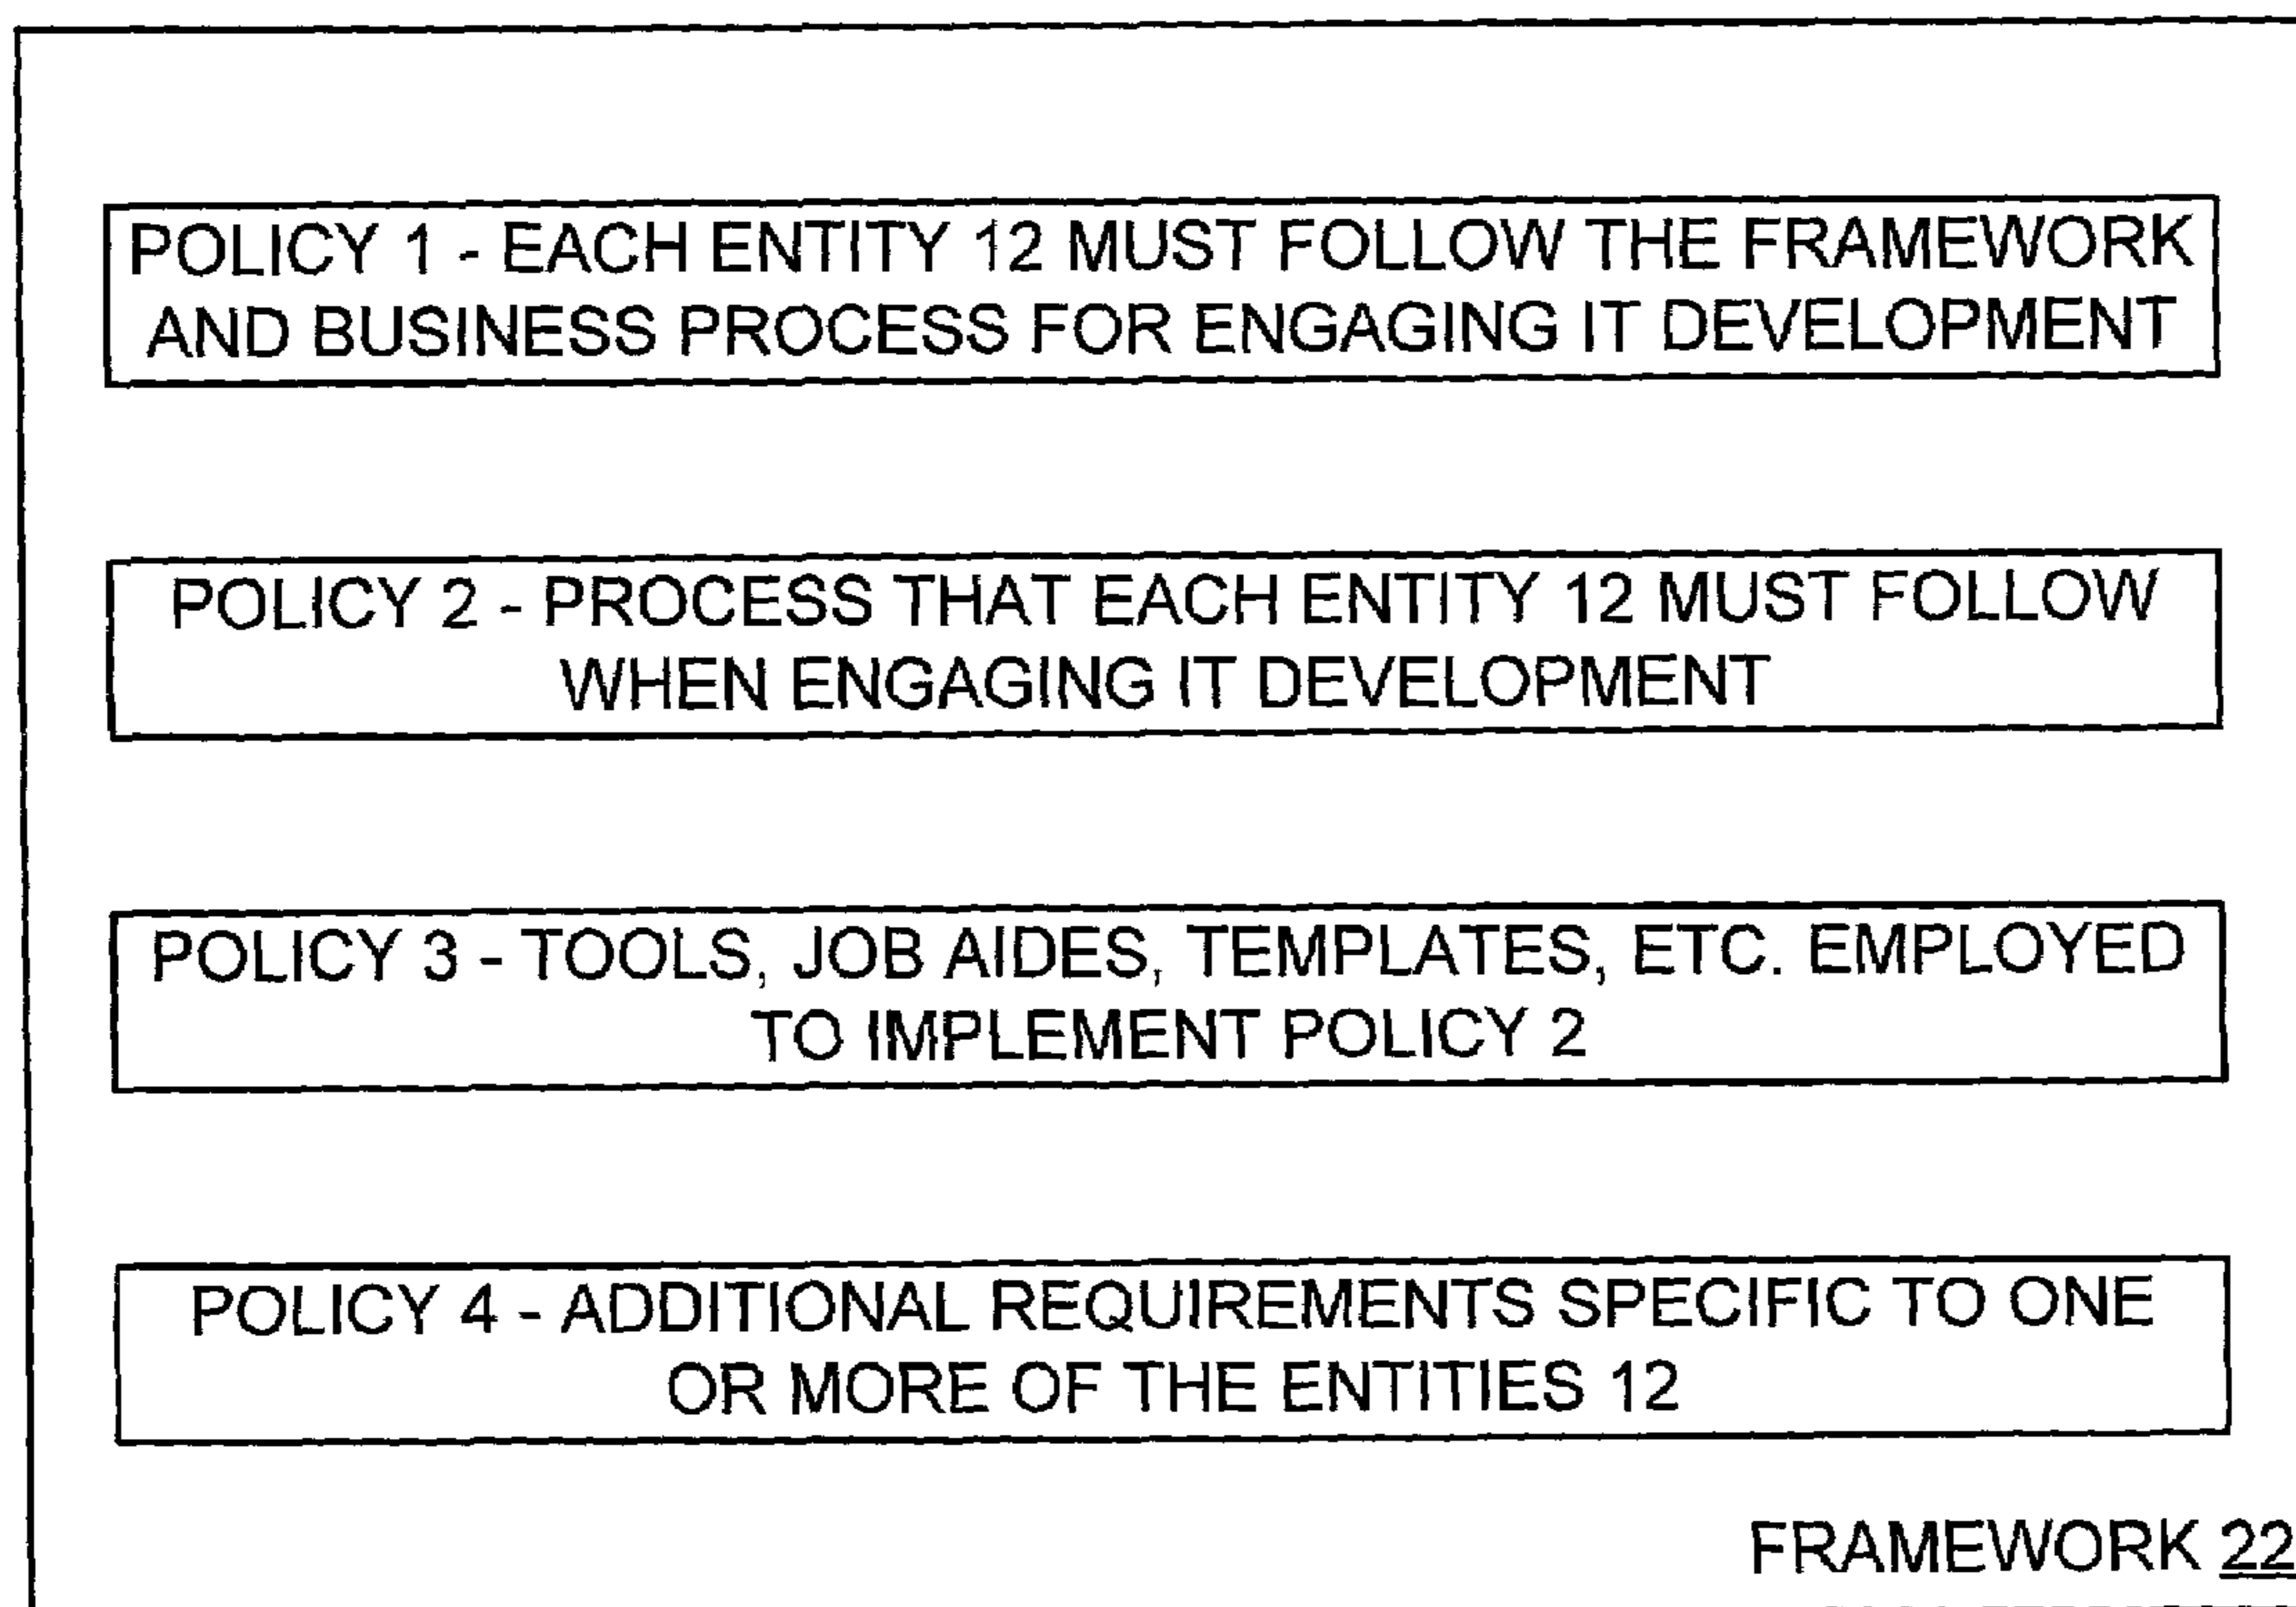 POLICY 1 - EACH ENTITY 12 MUST FOLLOW THE FRAMEWORK
AND BUSINESS PROCESS FOR ENGAGING IT DEVELOPMENT
POLICY 2 - PROCESS THAT EACH ENTITY 12 MUST FOLLOW
WHEN ENGAGING IT DEVELOPMENT
POLICY 3 - TOOLS, JOB AIDES, TEMPLATES, ETC. EMPLOYED
TO IMPLEMENT POLICY 2
POLICY 4 - ADDITIONAL REQUIREMENTS SPECIFIC TO ONE
OR MORE OF THE ENTITIES 12
FRAMEWORK 22